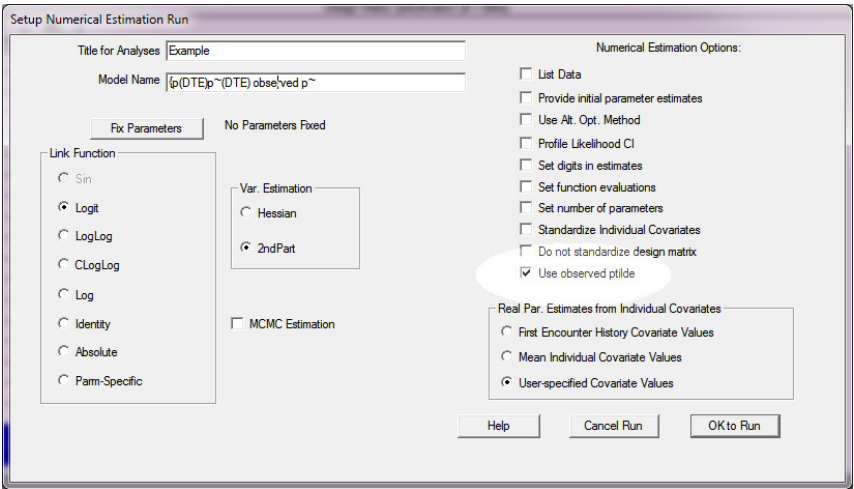 Setup Numerical Estimation Run
Title for Analyses Example
Model Name {p(DTE)p~(DTE) observed p~
Fix Parameters No Parameters Fixed
Link Function
Sin
Logit
LogLog
CLogLog
Log
Identity
Absolute
Parm-Specific
Var. Estimation
Hessian
2ndPart
MCMC Estimation
Numerical Estimation Options:
List Data
Provide initial parameter estimates
Use Alt. Opt. Method
Profile Likelihood CI
Set digits in estimates
Set function evaluations
Set number of parameters
Standardize Individual Covariates
Do not standardize design matrix
Use observed ptilde
Real Par. Estimates from Individual Covariates
First Encounter History Covariate Values
Mean Individual Covariate Values
User-specified Covariate Values
Help Cancel Run OK to Run